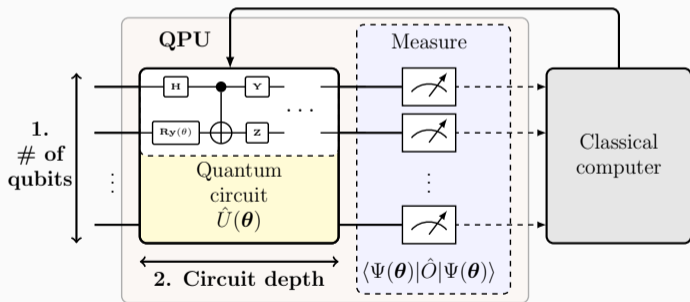 QPU
Measure
H
Y
. . .
Ry(θ)
Z
1.
# of
qubits
Quantum
circuit
Û(θ)
Classical
computer
2. Circuit depth
⟨Ψ(θ)|Ô|Ψ(θ)⟩